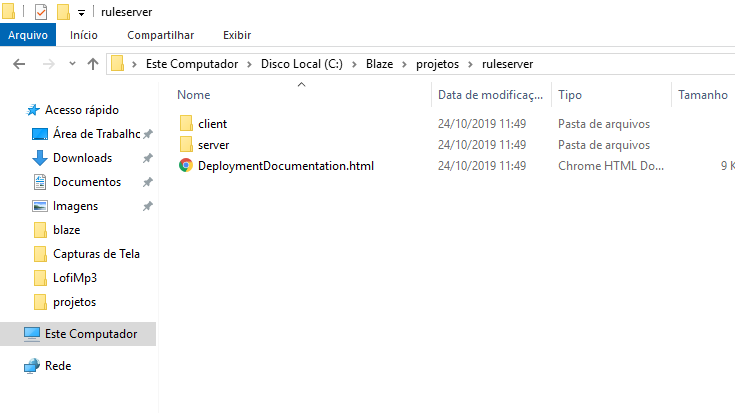 ruleserver
Arquivo Início Compartilhar Exibir
Este Computador > Disco Local (C:) > Blaze > projetos > ruleserver
Nome Data de modificaç... Tipo Tamanho
Acesso rápido
Área de Trabalho
Downloads
Documentos
Imagens
blaze
Capturas de Tela
LofiMp3
projetos
Este Computador
Rede
client 24/10/2019 11:49 Pasta de arquivos
server 24/10/2019 11:49 Pasta de arquivos
DeploymentDocumentation.html 24/10/2019 11:49 Chrome HTML Do... 9 K